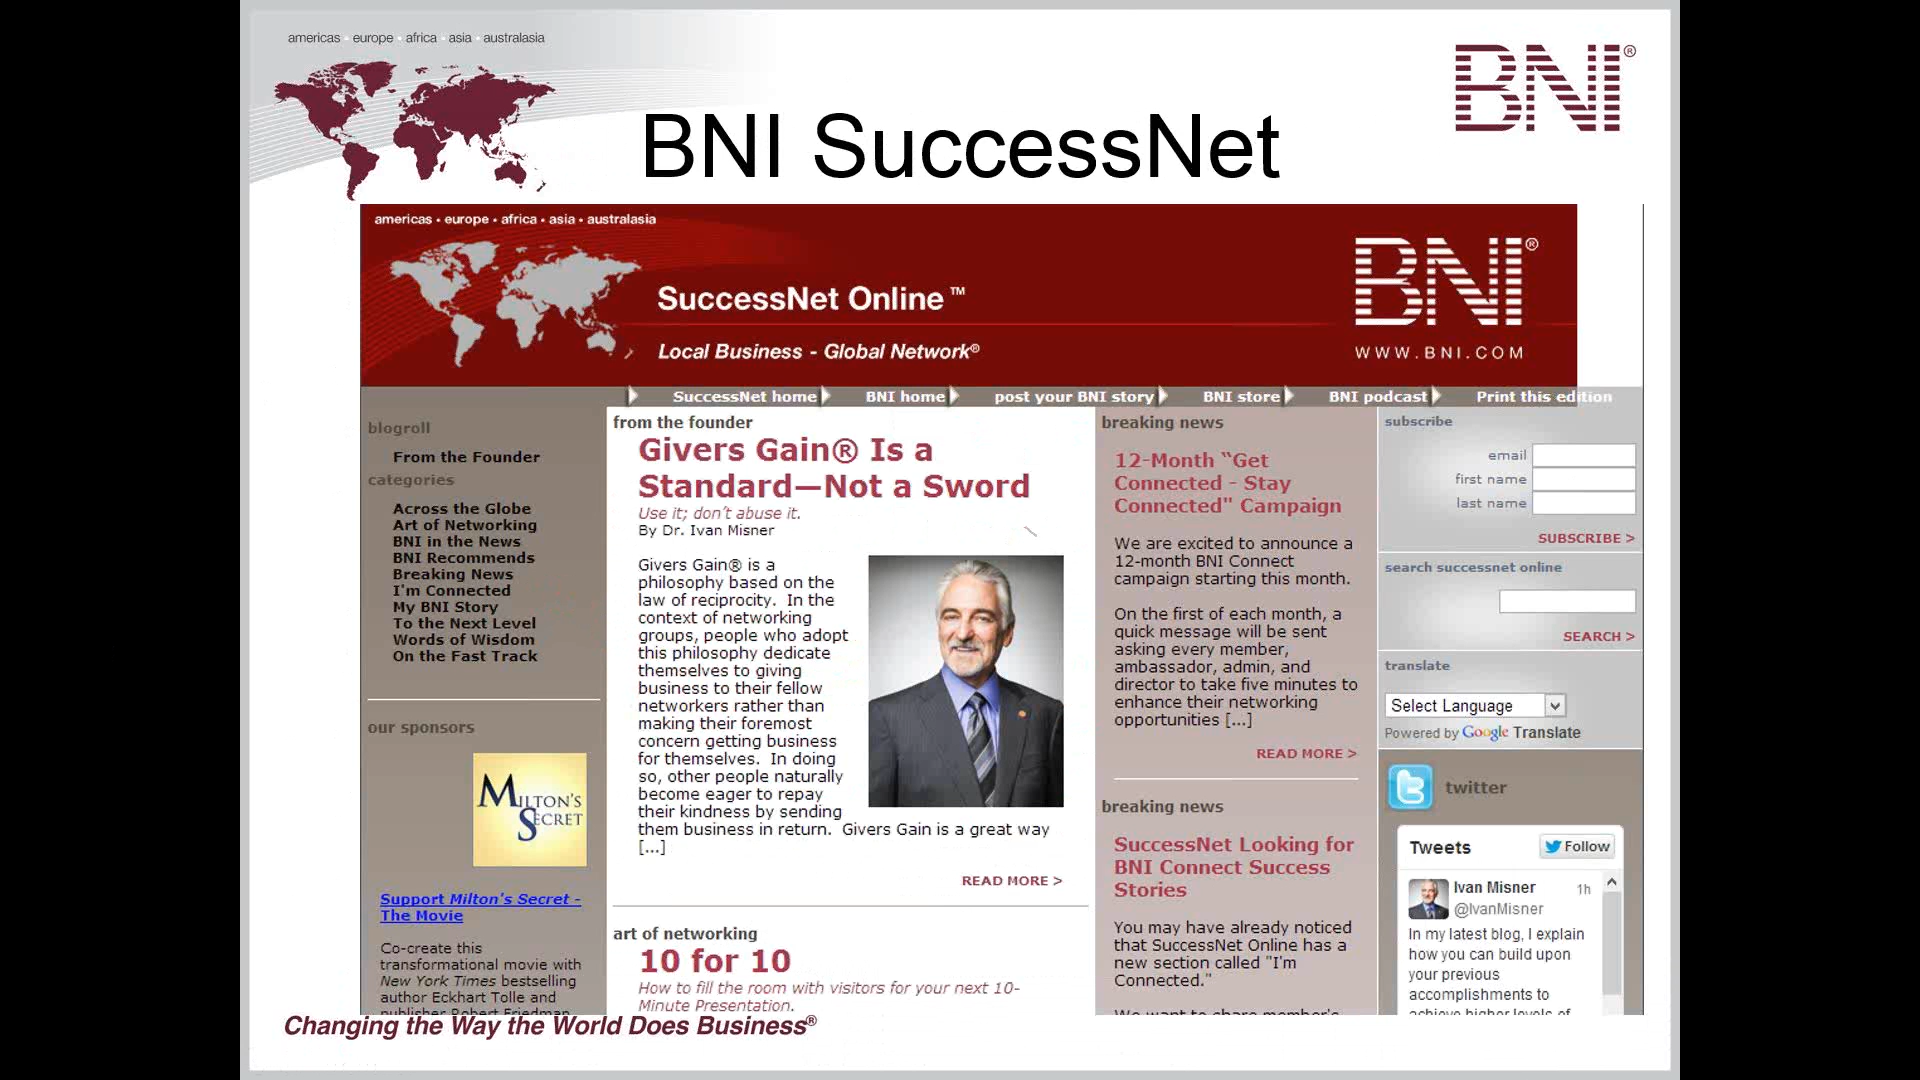 americas · europe · africa · asia · australasia
BNI®
BNI SuccessNet
americas • europe • africa • asia • australasia
SuccessNet Online™
Local Business - Global Network®
BNI®
WWW.BNI.COM
SuccessNet home
BNI home
post your BNI story
BNI store
BNI podcast
Print this edition
blogroll
From the Founder
categories
Across the Globe
Art of Networking
BNI in the News
BNI Recommends
Breaking News
I'm Connected
My BNI Story
To the Next Level
Words of Wisdom
On the Fast Track
our sponsors
MILTON'S
SECRET
Support Milton's Secret -
The Movie
Co-create this
transformational movie with
New York Times bestselling
author Eckhart Tolle and
publisher Robert Friedman
from the founder
Givers Gain® Is a
Standard—Not a Sword
Use it; don't abuse it.
By Dr. Ivan Misner
Givers Gain® is a
philosophy based on the
law of reciprocity.  In the
context of networking
groups, people who adopt
this philosophy dedicate
themselves to giving
business to their fellow
networkers rather than
making their foremost
concern getting business
for themselves.  In doing
so, other people naturally
become eager to repay
their kindness by sending
them business in return.  Givers Gain is a great way
[...]
READ MORE >
art of networking
10 for 10
How to fill the room with visitors for your next 10-
Minute Presentation.
breaking news
12-Month “Get
Connected - Stay
Connected" Campaign
We are excited to announce a
12-month BNI Connect
campaign starting this month.
On the first of each month, a
quick message will be sent
asking every member,
ambassador, admin, and
director to take five minutes to
enhance their networking
opportunities [...]
READ MORE >
breaking news
SuccessNet Looking for
BNI Connect Success
Stories
You may have already noticed
that SuccessNet Online has a
new section called "I'm
Connected."
We want to share member's
subscribe
email
first name
last name
SUBSCRIBE >
search successnet online
SEARCH >
translate
Select Language
Powered by Google Translate
twitter
Tweets
Follow
Ivan Misner 1h
@IvanMisner
In my latest blog, I explain
how you can build upon
your previous
accomplishments to
achieve higher levels of
Changing the Way the World Does Business®